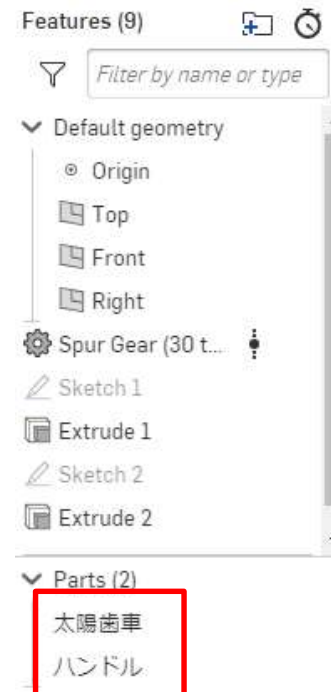 Features (9)
Filter by name or type
Default geometry
Origin
Top
Front
Right
Spur Gear (30 t...
Sketch 1
Extrude 1
Sketch 2
Extrude 2
Parts (2)
太陽歯車
ハンドル